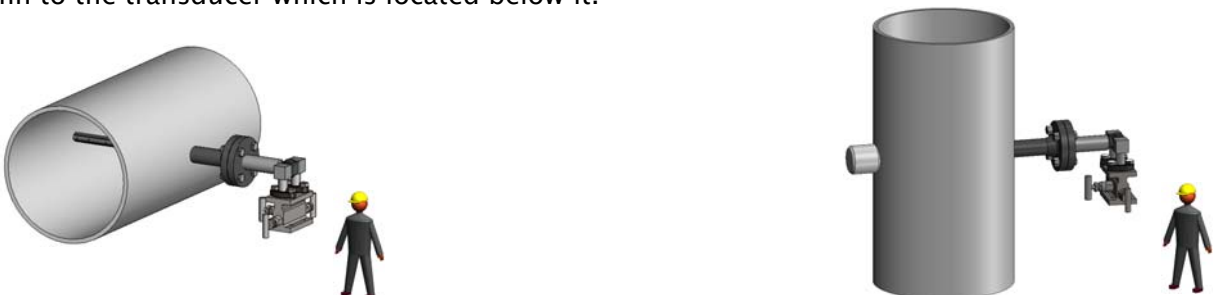 to the transducer which is located below it.